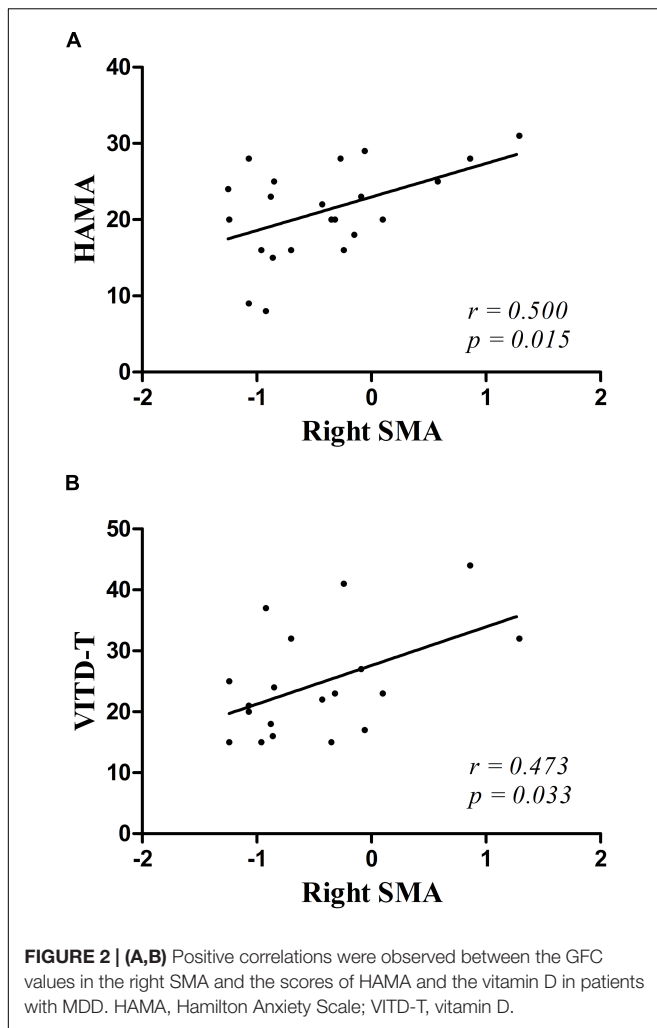 A
40
30
20
10
0
HAMA
r = 0.500
p = 0.015
-2 -1 0 1 2
Right SMA
B
50
40
30
20
10
0
VITD-T
r = 0.473
p = 0.033
-2 -1 0 1 2
Right SMA
FIGURE 2 | (A,B) Positive correlations were observed between the GFC
values in the right SMA and the scores of HAMA and the vitamin D in patients
with MDD. HAMA, Hamilton Anxiety Scale; VITD-T, vitamin D.